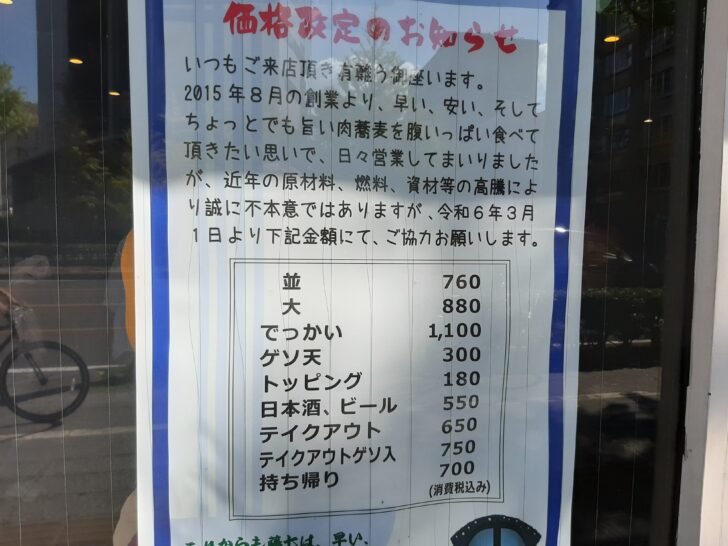 価格改定のお知らせ
いつもご来店頂き有難う御座います。
2015年8月の創業より、早い、安い、そして
ちょっとでも旨い肉蕎麦を腹いっぱい食べて
頂きたい思いで、日々営業してまいりました
が、近年の原材料、燃料、資材等の高騰によ
り誠に不本意ではありますが、令和6年3月
1日より下記金額にて、ご協力お願いします。
並 760
大 880
でっかい 1,100
ゲソ天 300
トッピング 180
日本酒、ビール 550
テイクアウト 650
テイクアウトゲソ入 750
持ち帰り 700
(消費税込み)
早い、